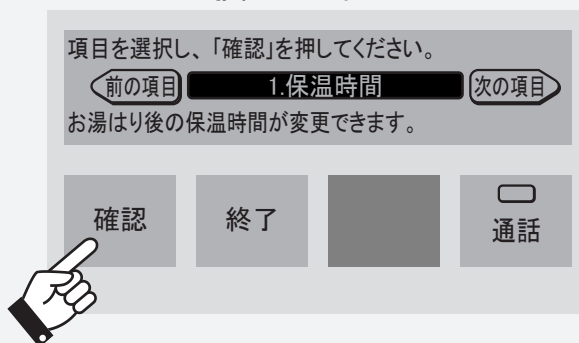 項目を選択し、「確認」を押してください。
前の項目 1.保温時間 次の項目
お湯はり後の保温時間が変更できます。
確認 終了 通話